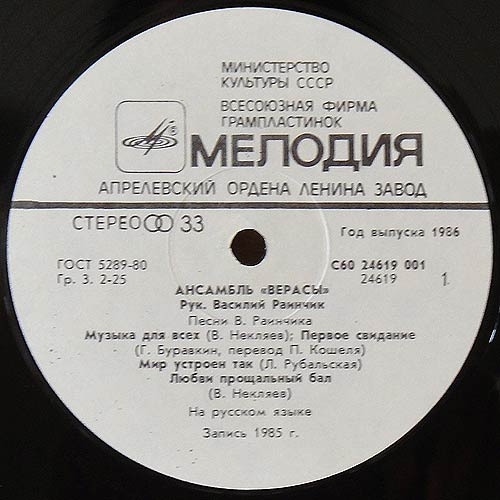 МИНИСТЕРСТВО
КУЛЬТУРЫ СССР
ВСЕСОЮЗНАЯ ФИРМА
ГРАМПЛАСТИНОК
МЕЛОДИЯ
АПРЕЛЕВСКИЙ ОРДЕНА ЛЕНИНА ЗАВОД
СТЕРЕО 33
Год выпуска 1986
ГОСТ 5289-80
Гр. 3. 2-25
С60 24619 001
24619
1
АНСАМБЛЬ «ВЕРАСЫ»
Рук. Василий Раинчик
Песни В. Раинчика
Музыка для всех (В. Некляев); Первое свидание
(Г. Буравкин, перевод П. Кошеля)
Мир устроен так (Л. Рубальская)
Любви прощальный бал
(В. Некляев)
На русском языке
Запись 1985 г.